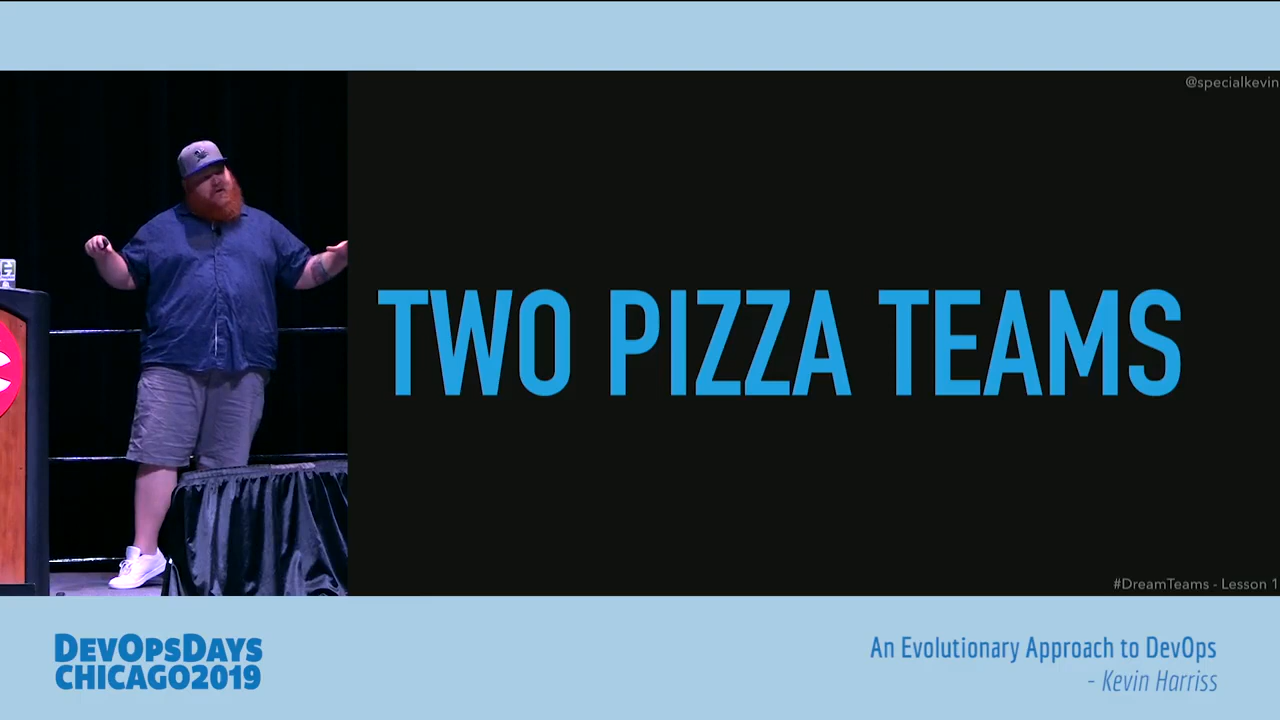 @specialkevin
TWO PIZZA TEAMS
#DreamTeams - Lesson 1
DEVOPSDAYS
CHICAGO2019
An Evolutionary Approach to DevOps
- Kevin Harriss